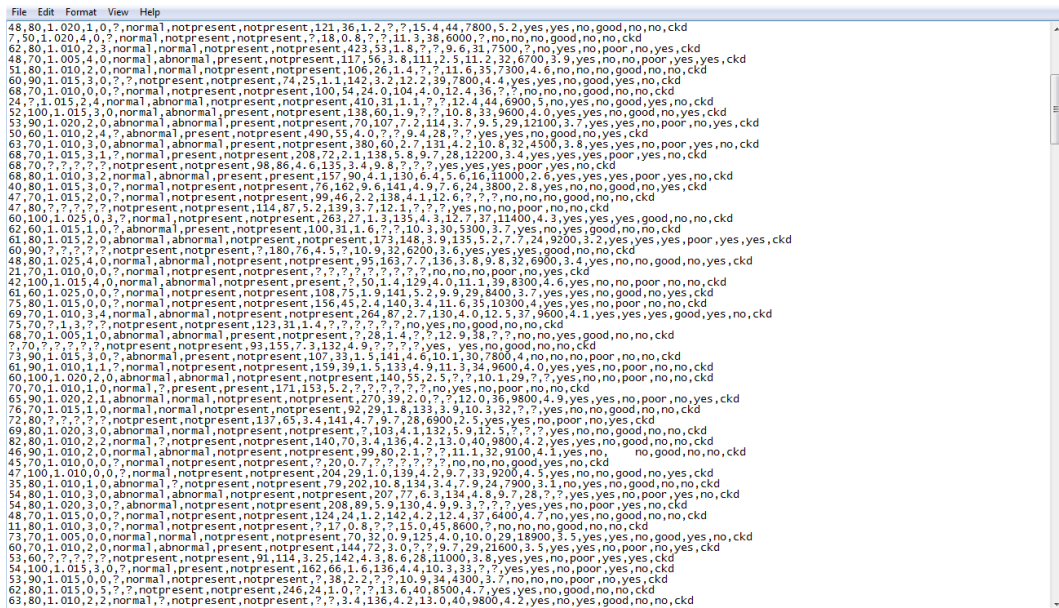 File Edit Format View Help
48,80,1.020,1,0,?,normal,notpresent,notpresent,121,36,1.2,?,?,15.4,44,7800,5.2,yes,yes,no,good,no,no,ckd
7,50,1.020,4,0,?,normal,notpresent,notpresent,?,18,0.8,?,?,11.3,38,6000,?,no,no,no,good,no,no,ckd
62,80,1.010,2,3,normal,normal,notpresent,notpresent,423,53,1.8,?,?,9.6,31,7500,?,no,yes,no,poor,no,yes,ckd
48,70,1.005,4,0,normal,abnormal,present,notpresent,117,56,3.8,111,2.5,11.2,32,6700,3.9,yes,no,no,poor,yes,yes,ckd
51,80,1.010,2,0,normal,normal,notpresent,notpresent,106,26,1.4,?,?,11.6,35,7300,4.6,no,no,no,good,no,no,ckd
60,90,1.015,3,0,?,?,notpresent,notpresent,74,25,1.1,142,3.2,12.2,39,7800,4.4,yes,yes,no,good,yes,no,ckd
68,70,1.010,0,0,?,normal,notpresent,notpresent,100,54,24.0,104,4.0,12.4,36,?,?,no,no,no,good,no,no,ckd
24,?,1.015,2,4,normal,abnormal,notpresent,notpresent,410,31,1.1,?,?,12.4,44,6900,5,no,yes,no,good,yes,no,ckd
52,100,1.015,3,0,normal,abnormal,present,notpresent,138,60,1.9,?,?,10.8,33,9600,4.0,yes,yes,no,good,no,yes,ckd
53,90,1.020,2,0,abnormal,abnormal,present,notpresent,70,107,7.2,114,3.7,9.5,29,12100,3.7,yes,yes,no,poor,no,yes,ckd
50,60,1.010,2,4,?,abnormal,present,notpresent,490,55,4.0,?,?,9.4,28,?,?,yes,yes,no,good,no,yes,ckd
63,70,1.010,3,0,abnormal,abnormal,present,notpresent,380,60,2.7,131,4.2,10.8,32,4500,3.8,yes,yes,no,poor,yes,no,ckd
68,70,1.015,3,1,?,normal,present,notpresent,208,72,2.1,138,5.8,9.7,28,12200,3.4,yes,yes,yes,poor,yes,no,ckd
68,70,?,?,?,?,?,notpresent,notpresent,98,86,4.6,135,3.4,9.8,?,?,?,yes,yes,yes,poor,yes,no,ckd
68,80,1.010,3,2,normal,abnormal,present,present,157,90,4.1,130,6.4,5.6,16,11000,2.6,yes,yes,yes,poor,yes,no,ckd
40,80,1.015,3,0,?,normal,notpresent,notpresent,76,162,9.6,141,4.9,7.6,24,3800,2.8,yes,no,no,good,no,yes,ckd
47,70,1.015,2,0,?,normal,notpresent,notpresent,99,46,2.2,138,4.1,12.6,?,?,?,no,no,no,good,no,no,ckd
47,80,?,?,?,?,?,notpresent,notpresent,114,87,5.2,139,3.7,12.1,?,?,?,yes,no,no,poor,no,no,ckd
60,100,1.025,0,3,?,normal,notpresent,notpresent,263,27,1.3,135,4.3,12.7,37,11400,4.3,yes,yes,yes,good,no,no,ckd
62,60,1.015,1,0,?,abnormal,present,notpresent,100,31,1.6,?,?,10.3,30,5300,3.7,yes,no,yes,good,no,no,ckd
61,80,1.015,2,0,abnormal,abnormal,notpresent,notpresent,173,148,3.9,135,5.2,7.7,24,9200,3.2,yes,yes,yes,poor,yes,yes,ckd
60,90,?,?,?,?,?,notpresent,notpresent,?,180,76,4.5,?,10.9,32,6200,3.6,yes,yes,yes,good,no,no,ckd
48,80,1.025,4,0,normal,abnormal,notpresent,notpresent,95,163,7.7,136,3.8,9.8,32,6900,3.4,yes,no,no,good,no,yes,ckd
21,70,1.010,0,0,?,normal,notpresent,notpresent,?,?,?,?,?,?,?,?,?,no,no,no,poor,no,yes,ckd
42,100,1.015,4,0,normal,abnormal,notpresent,present,?,50,1.4,129,4.0,11.1,39,8300,4.6,yes,no,no,poor,no,no,ckd
61,60,1.025,0,0,?,normal,notpresent,notpresent,108,75,1.9,141,5.2,9.9,29,8400,3.7,yes,yes,no,good,no,yes,ckd
75,80,1.015,0,0,?,normal,notpresent,notpresent,156,45,2.4,140,3.4,11.6,35,10300,4,yes,yes,no,poor,no,no,ckd
69,70,1.010,3,4,normal,abnormal,notpresent,notpresent,264,87,2.7,130,4.0,12.5,37,9600,4.1,yes,yes,yes,good,yes,no,ckd
75,70,?,1,3,?,?,notpresent,notpresent,123,31,1.4,?,?,?,?,?,?,no,yes,no,good,no,no,ckd
68,70,1.005,1,0,abnormal,abnormal,present,notpresent,?,28,1.4,?,?,12.9,38,?,?,no,no,yes,good,no,no,ckd
?,70,?,?,?,?,?,notpresent,notpresent,93,155,7.3,132,4.9,?,?,?,?,yes, yes,no,good,no,no,ckd
73,90,1.015,3,0,?,abnormal,present,notpresent,107,33,1.5,141,4.6,10.1,30,7800,4,no,no,no,poor,no,no,ckd
61,90,1.010,1,1,?,normal,notpresent,notpresent,159,39,1.5,133,4.9,11.3,34,9600,4.0,yes,yes,no,poor,no,no,ckd
60,100,1.020,2,0,abnormal,abnormal,notpresent,notpresent,140,55,2.5,?,?,10.1,29,?,?,yes,no,no,poor,no,no,ckd
70,70,1.010,1,0,normal,?,present,present,171,153,5.2,?,?,?,?,?,?,no,yes,no,poor,no,no,ckd
65,90,1.020,2,1,abnormal,normal,notpresent,notpresent,270,39,2.0,?,?,12.0,36,9800,4.9,yes,yes,no,poor,no,yes,ckd
76,70,1.015,1,0,normal,normal,notpresent,notpresent,92,29,1.8,133,3.9,10.3,32,?,?,yes,no,no,good,no,no,ckd
72,80,?,?,?,?,?,notpresent,notpresent,137,65,3.4,141,4.7,9.7,28,6900,2.5,yes,yes,no,poor,no,yes,ckd
69,80,1.020,3,0,abnormal,normal,notpresent,notpresent,?,103,4.1,132,5.9,12.5,?,?,?,yes,no,no,good,no,no,ckd
82,80,1.010,2,2,normal,?,notpresent,notpresent,140,70,3.4,136,4.2,13.0,40,9800,4.2,yes,yes,no,good,no,no,ckd
46,90,1.010,2,0,normal,abnormal,notpresent,notpresent,99,80,2.1,?,?,11.1,32,9100,4.1,yes,no, no,good,no,no,ckd
45,70,1.010,0,0,?,normal,notpresent,notpresent,?,20,0.7,?,?,?,?,?,?,no,no,no,good,yes,no,ckd
47,100,1.010,0,0,?,normal,notpresent,notpresent,204,29,1.0,139,4.2,9.7,33,9200,4.5,yes,no,no,good,no,yes,ckd
35,80,1.010,1,0,abnormal,?,notpresent,notpresent,79,202,10.8,134,3.4,7.9,24,7900,3.1,no,yes,no,good,no,no,ckd
54,80,1.010,3,0,abnormal,abnormal,notpresent,notpresent,207,77,6.3,134,4.8,9.7,28,?,?,yes,yes,no,poor,yes,no,ckd
54,80,1.020,3,0,?,abnormal,notpresent,notpresent,208,89,5.9,130,4.9,9.3,?,?,?,yes,yes,no,poor,yes,no,ckd
48,70,1.015,0,0,?,normal,notpresent,notpresent,124,24,1.2,142,4.2,12.4,37,6400,4.7,no,yes,no,good,no,no,ckd
11,80,1.010,3,0,?,normal,notpresent,notpresent,?,17,0.8,?,?,15.0,45,8600,?,no,no,no,good,no,no,ckd
73,70,1.005,0,0,normal,normal,notpresent,notpresent,70,32,0.9,125,4.0,10.0,29,18900,3.5,yes,yes,no,good,yes,no,ckd
60,70,1.010,2,0,normal,abnormal,present,notpresent,144,72,3.0,?,?,9.7,29,21600,3.5,yes,yes,no,poor,no,yes,ckd
53,60,?,?,?,?,?,notpresent,notpresent,91,114,3.25,142,4.3,8.6,28,11000,3.8,yes,yes,no,poor,yes,yes,ckd
54,100,1.015,3,0,?,normal,present,notpresent,162,66,1.6,136,4.4,10.3,33,?,?,yes,yes,no,poor,yes,no,ckd
53,90,1.015,0,0,?,normal,notpresent,notpresent,?,38,2.2,?,?,10.9,34,4300,3.7,no,no,no,poor,no,yes,ckd
62,80,1.015,0,5,?,?,notpresent,notpresent,246,24,1.0,?,?,13.6,40,8500,4.7,yes,yes,no,good,no,no,ckd
63,80,1.010,2,2,normal,?,notpresent,notpresent,?,?,3.4,136,4.2,13.0,40,9800,4.2,yes,no,yes,good,no,no,ckd